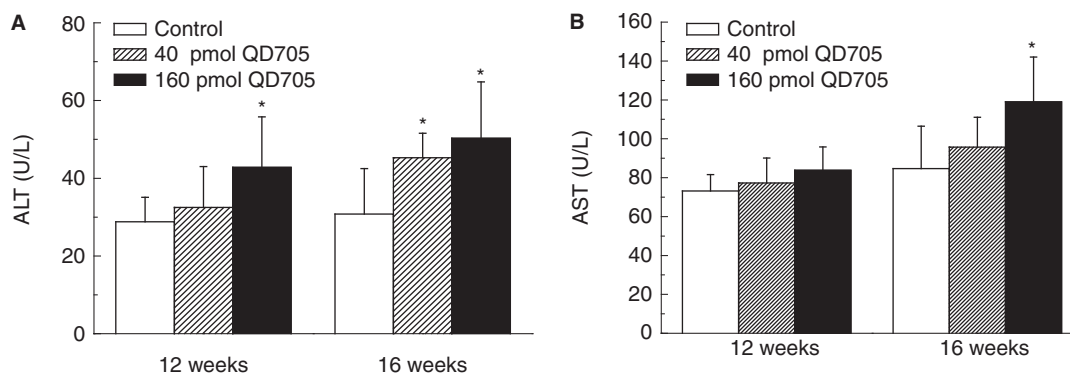 A
80
60
40
20
0
ALT (U/L)
Control
40 pmol QD705
160 pmol QD705
*
*
*
12 weeks
16 weeks
B
160
140
120
100
80
60
40
20
0
AST (U/L)
Control
40 pmol QD705
160 pmol QD705
*
12 weeks
16 weeks